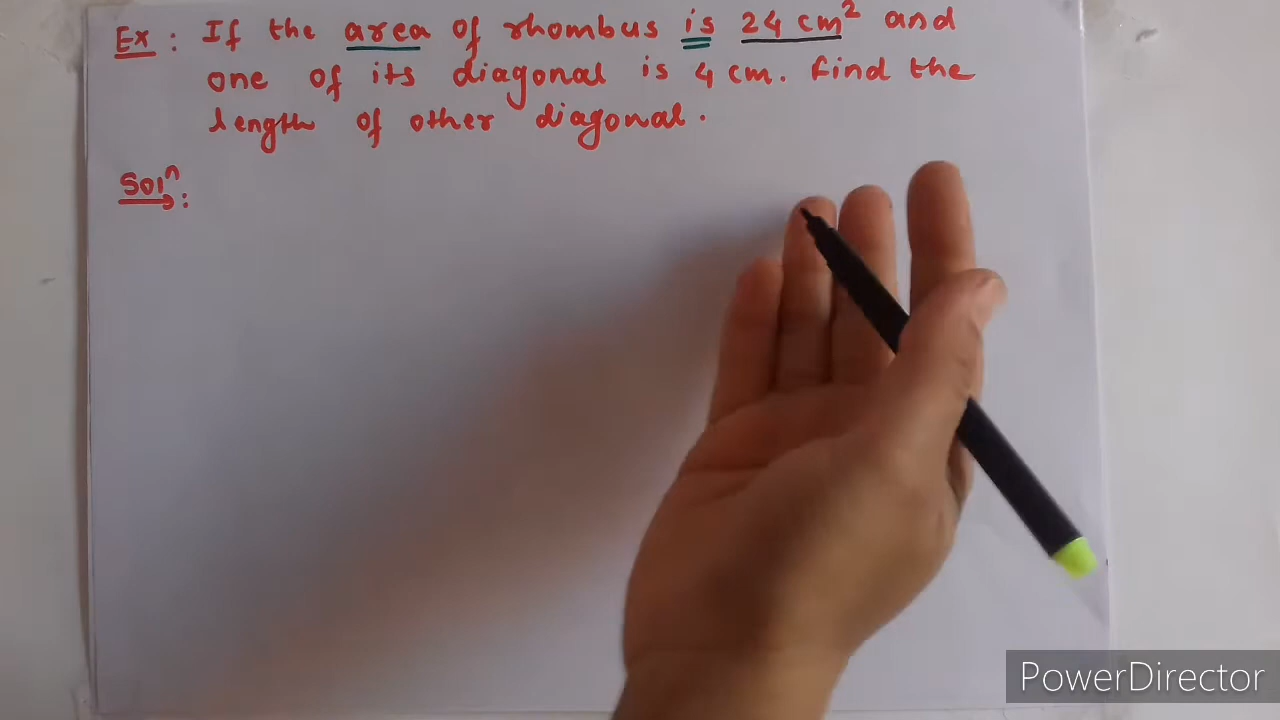 Ex : If the area of rhombus is 24 cm² and
one of its diagonal is 4 cm. Find the
length of other diagonal.
Solⁿ:
PowerDirector